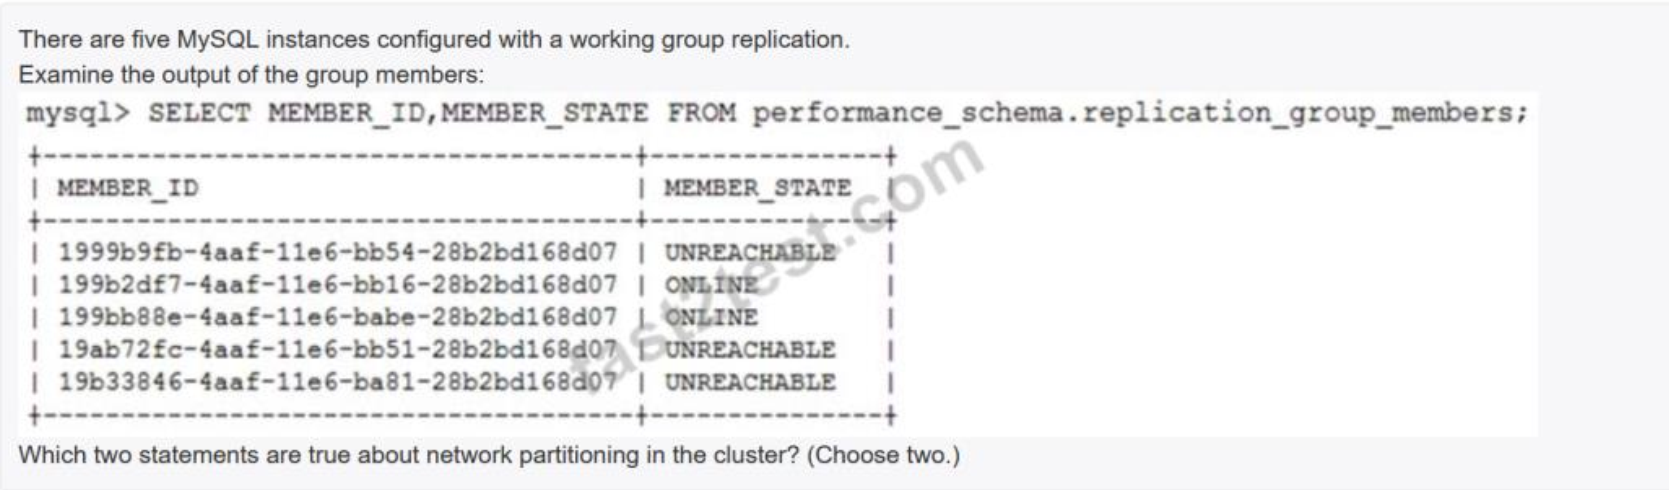 There are five MySQL instances configured with a working group replication.
Examine the output of the group members:
mysql> SELECT MEMBER_ID,MEMBER_STATE FROM performance_schema.replication_group_members;
+--------------------------------------+---------------+
| MEMBER_ID | MEMBER_STATE |
+--------------------------------------+---------------+
| 1999b9fb-4aaf-11e6-bb54-28b2bd168d07 | UNREACHABLE |
| 199b2df7-4aaf-11e6-bb16-28b2bd168d07 | ONLINE |
| 199bb88e-4aaf-11e6-babe-28b2bd168d07 | ONLINE |
| 19ab72fc-4aaf-11e6-bb51-28b2bd168d07 | UNREACHABLE |
| 19b33846-4aaf-11e6-ba81-28b2bd168d07 | UNREACHABLE |
+--------------------------------------+---------------+
fast2test.com
Which two statements are true about network partitioning in the cluster? (Choose two.)